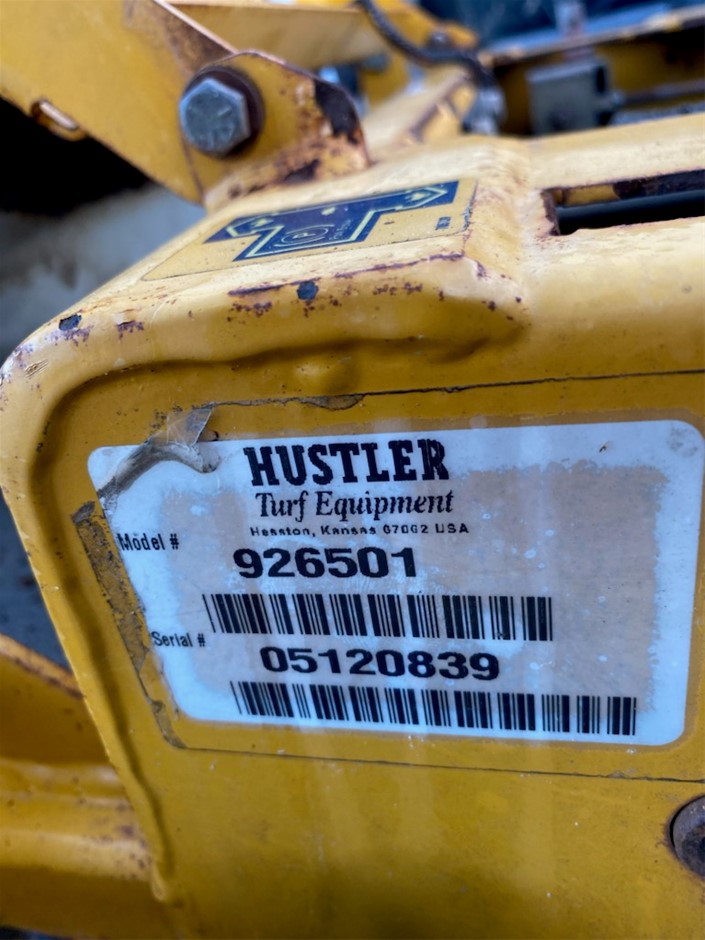 HUSTLER
Turf Equipment
Hesston, Kansas 67062 USA
Model #
926501
Serial #
05120839